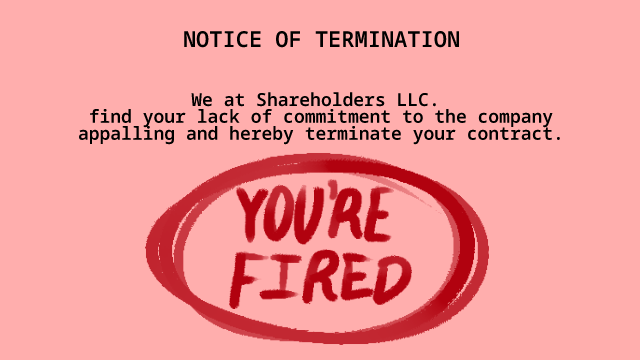 NOTICE OF TERMINATION
We at Shareholders LLC.
find your lack of commitment to the company
appalling and hereby terminate your contract.
YOU'RE
FIRED